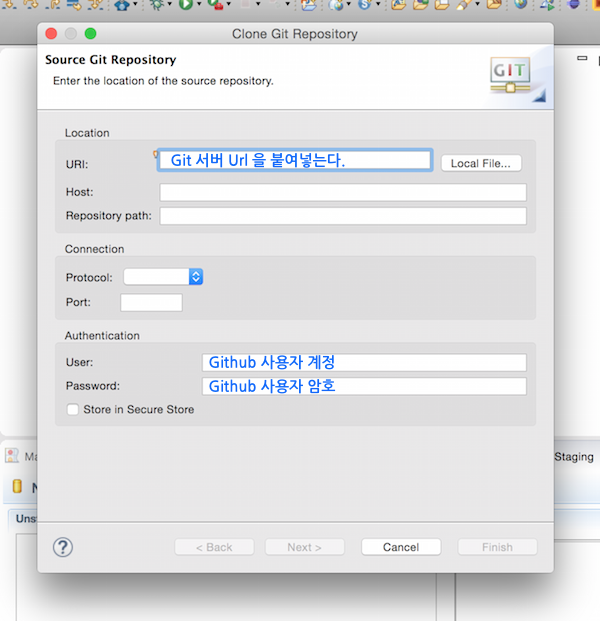 Clone Git Repository
Source Git Repository
Enter the location of the source repository.
GIT
Location
URI:
Git 서버 Url 을 붙여넣는다.
Local File...
Host:
Repository path:
Connection
Protocol:
Port:
Authentication
User:
Github 사용자 계정
Password:
Github 사용자 암호
Store in Secure Store
Staging
< Back
Next >
Cancel
Finish